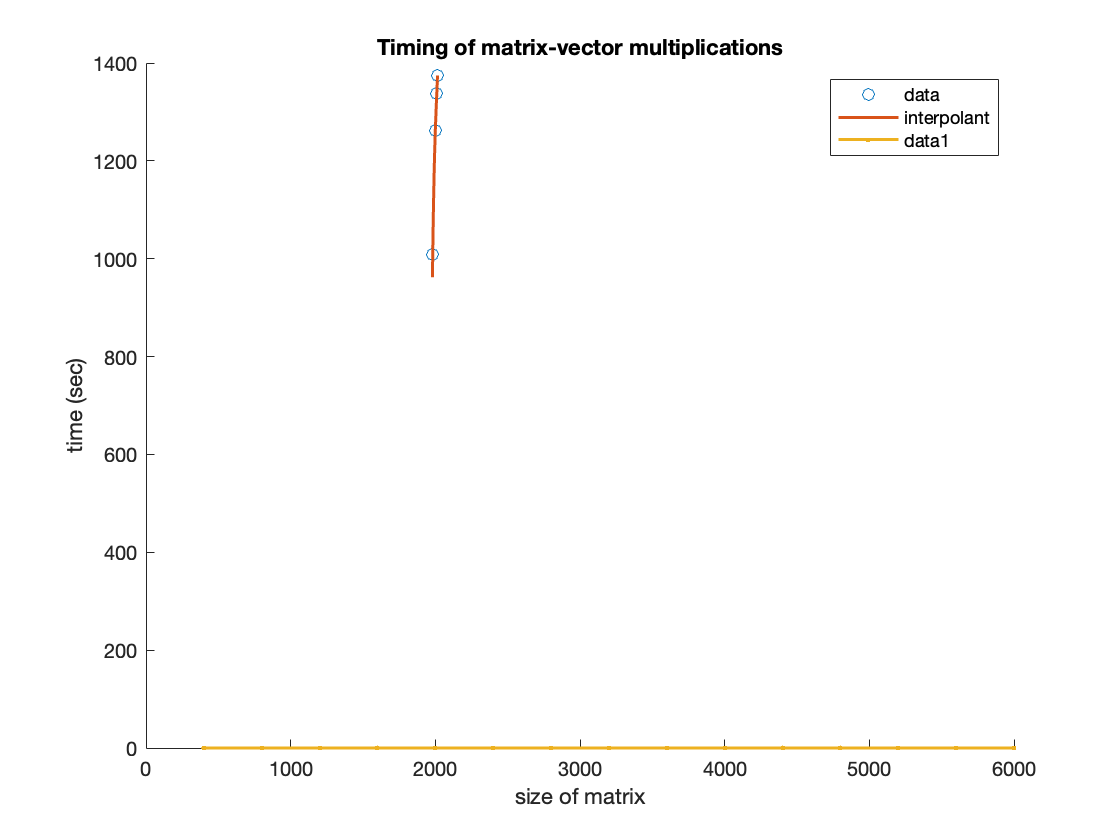 Timing of matrix-vector multiplications
1400
1200
1000
800
600
400
200
0
time (sec)
data
interpolant
data1
0 1000 2000 3000 4000 5000 6000
size of matrix